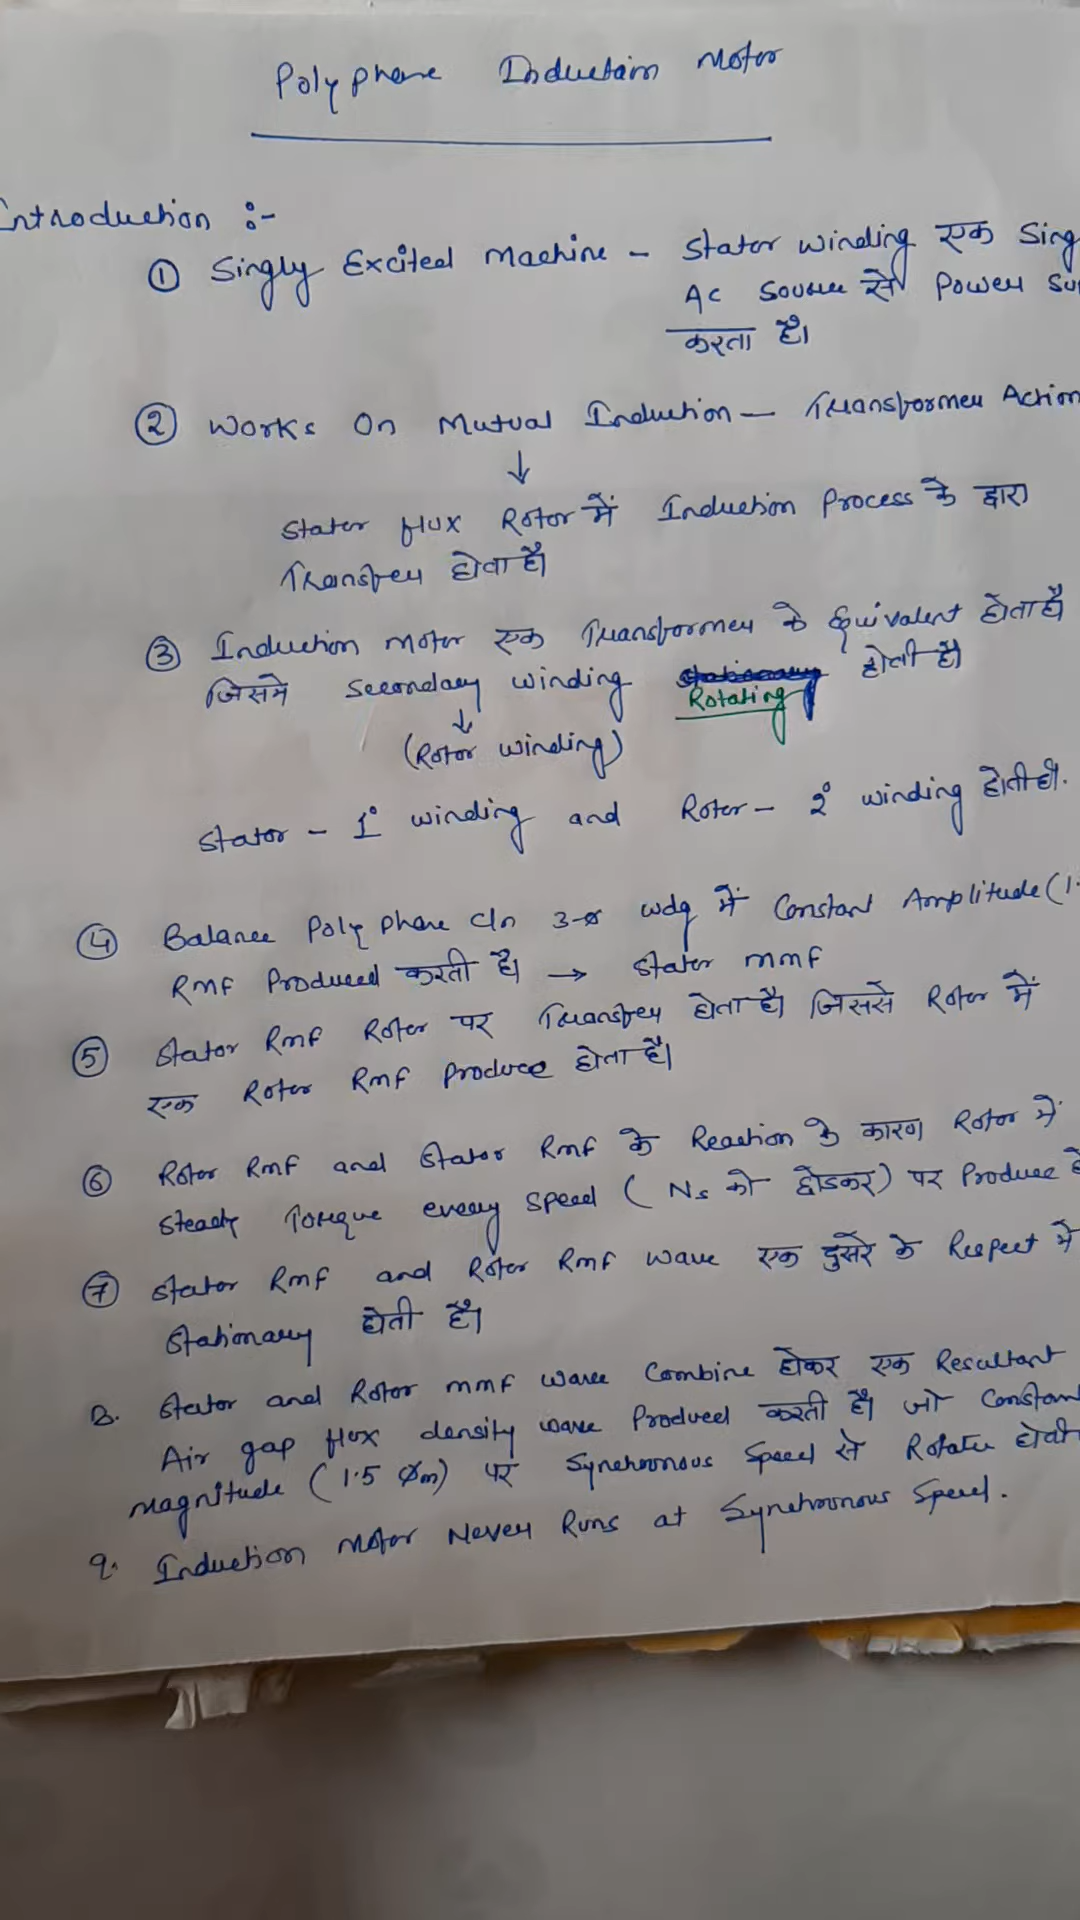 Polyphase Induction Motor
Introduction :-
① Singly Excited Machine - Stator winding एक Sing
AC Source से Power Su
करता है।
② Works On Mutual Induction — Transformer Action
↓
Stator flux Rotor में Induction Process के द्वारा
Transfer होता है।
③ Induction motor एक Transformer के Equivalent होता है
जिसमे Secondary winding Rotating होती है।
↓
(Rotor winding)
Stator - 1° winding and Rotor - 2° winding होती है.
④ Balance Polyphase c/n 3-ø wdg में Constant Amplitude (1.
RMF Produced करती है। → Stator mmf
⑤ Stator Rmf Rotor पर Transfer होता है। जिससे Rotor में
एक Rotor RMF produce होता है।
⑥ Rotor RMF and Stator RMF के Reaction के कारण Rotor में
Steady Torque every speed ( Ns को छोडकर) पर Produce
⑦ Stator RMF and Rotor RMF wave एक दुसरे के Respect में
Stationary होती है।
8. Stator and Rotor mmf wave Combine होकर एक Resultant
Air gap flux density wave Produced करती है। जो Constant
magnitude (1.5 Øm) पर Synchronous Speed से Rotate होती
9. Induction motor Never Runs at Synchronous Speed.